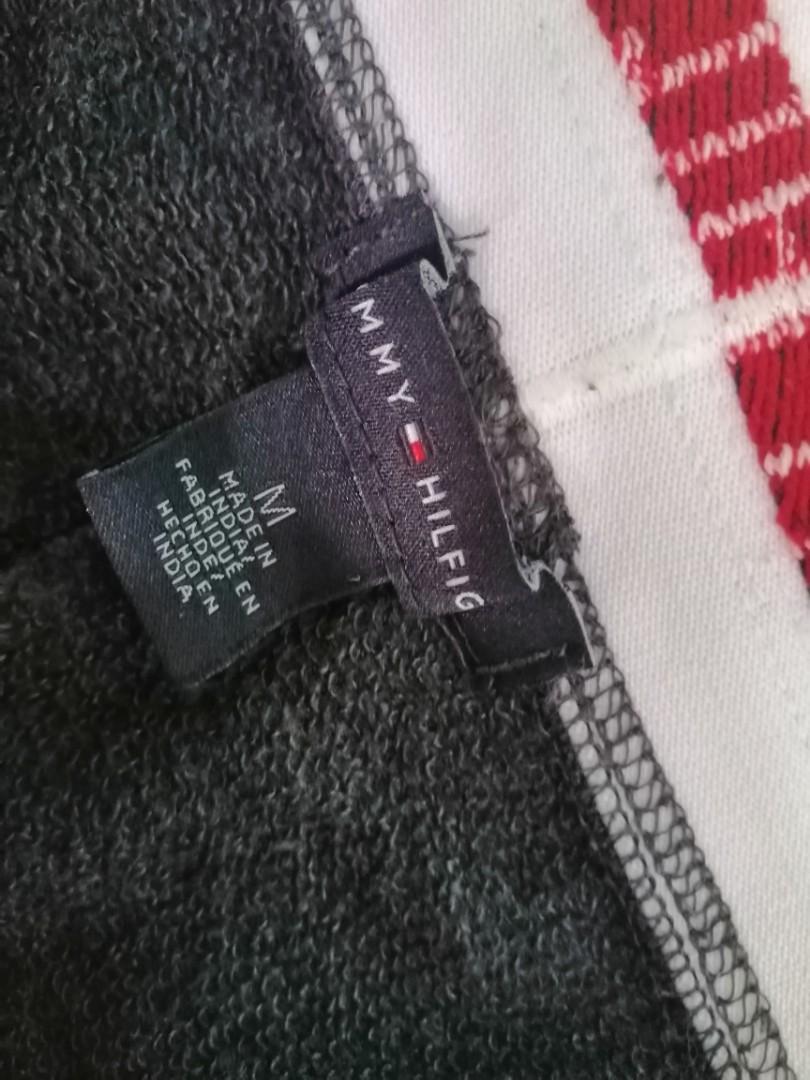 MMY HILFIG
M
MADE IN
INDIA/
FABRIQUÉ EN
INDE/
HECHO EN
INDIA